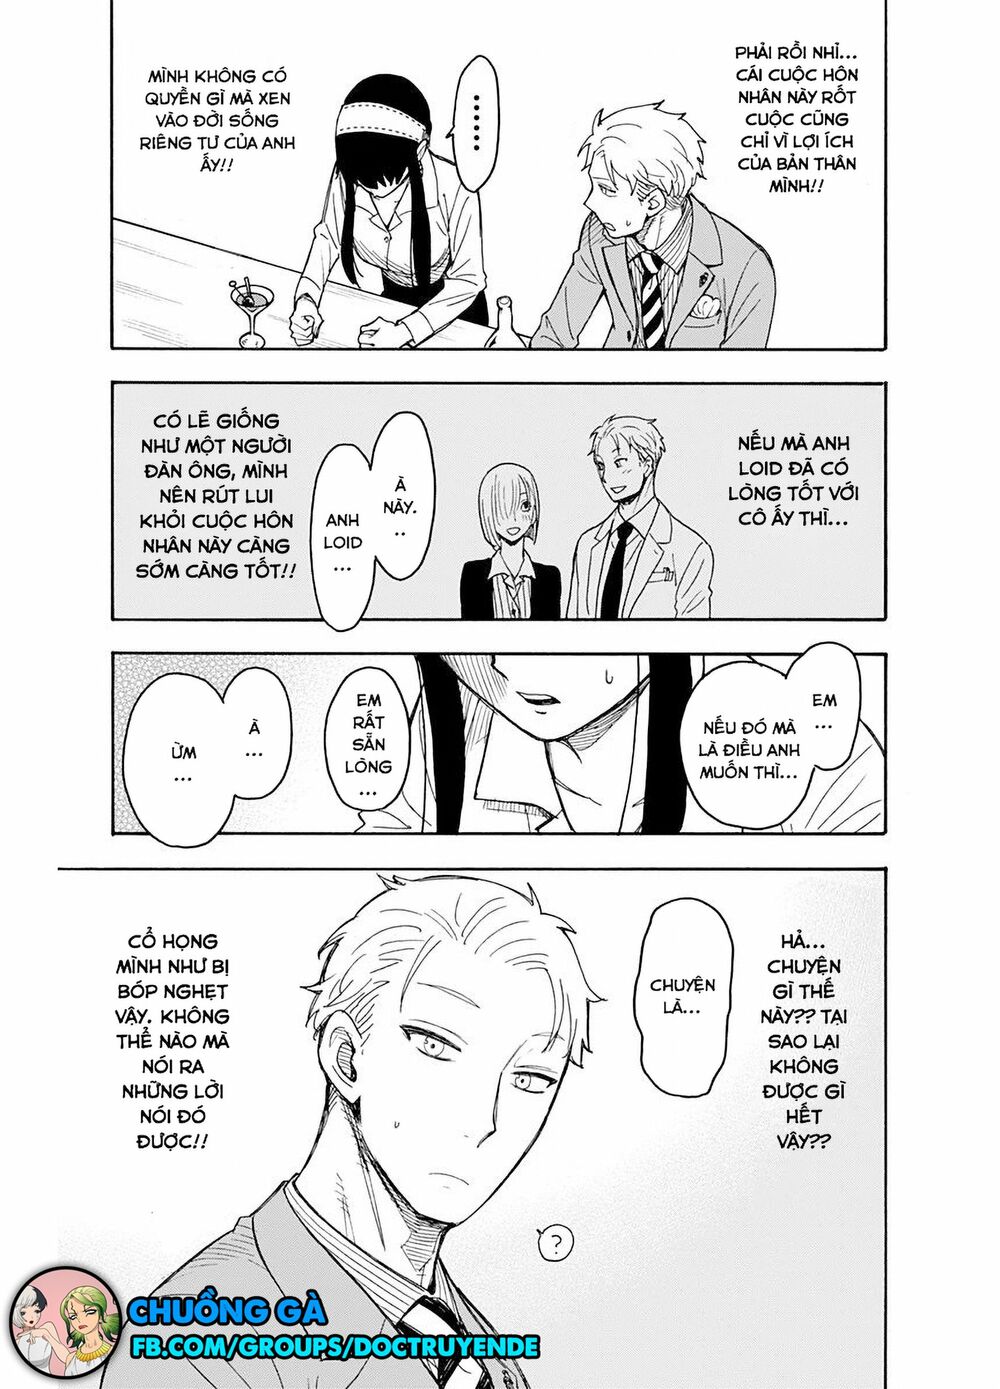 PHẢI RỒI NHỈ...
CÁI CUỘC HÔN
NHÂN NÀY RỐT
CUỘC CŨNG
CHỈ VÌ LỢI ÍCH
CỦA BẢN THÂN
MÌNH!!
MÌNH KHÔNG CÓ
QUYỀN GÌ MÀ XEN
VÀO ĐỜI SỐNG
RIÊNG TƯ CỦA ANH
ẤY!!
NẾU MÀ ANH
LOID ĐÃ CÓ
LÒNG TỐT VỚI
CÔ ẤY THÌ...
À
NÀY.
..
ANH
LOID
...
CÓ LẼ GIỐNG
NHƯ MỘT NGƯỜI
ĐÀN ÔNG, MÌNH
NÊN RÚT LUI
KHỎI CUỘC HÔN
NHÂN NÀY CÀNG
SỚM CÀNG TỐT!!
EM
...
NẾU ĐÓ MÀ
LÀ ĐIỀU ANH
MUỐN THÌ...
EM
RẤT
SẴN
LÒNG
...
À
...
ỪM
...
HẢ...
CHUYỆN
GÌ THẾ
NÀY?? TẠI
SAO LẠI
KHÔNG
ĐƯỢC GÌ
HẾT
VẬY??
CHUYỆN
LÀ...
CỔ HỌNG
MÌNH NHƯ BỊ
BÓP NGHẸT
VẬY. KHÔNG
THỂ NÀO MÀ
NÓI RA
NHỮNG LỜI
NÓI ĐÓ
ĐƯỢC!!
?
CHUỒNG GÀ
FB.COM/GROUPS/DOCTRUYENDE